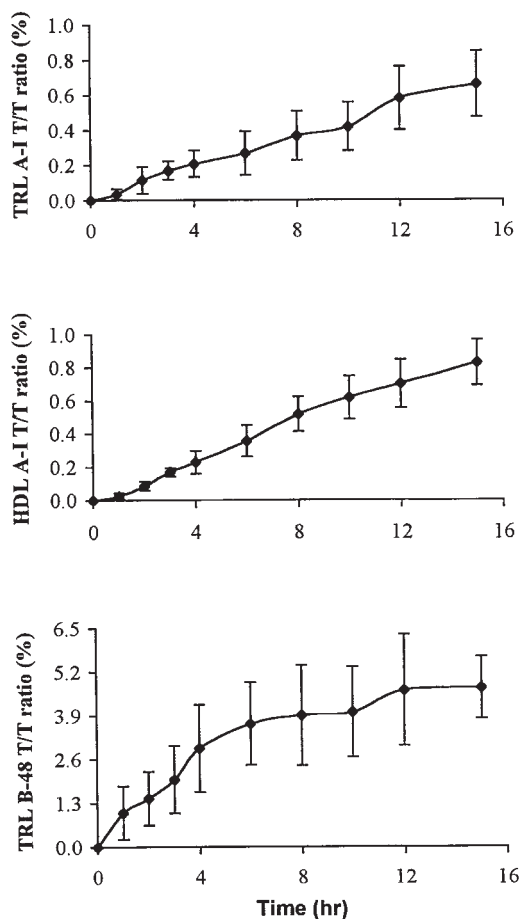 TRL A-I T/T ratio (%)
1.0
0.8
0.6
0.4
0.2
0.0
0 4 8 12 16
HDL A-I T/T ratio (%)
1.0
0.8
0.6
0.4
0.2
0.0
0 4 8 12 16
TRL B-48 T/T ratio (%)
6.5
5.2
3.9
2.6
1.3
0.0
0 4 8 12 16
Time (hr)